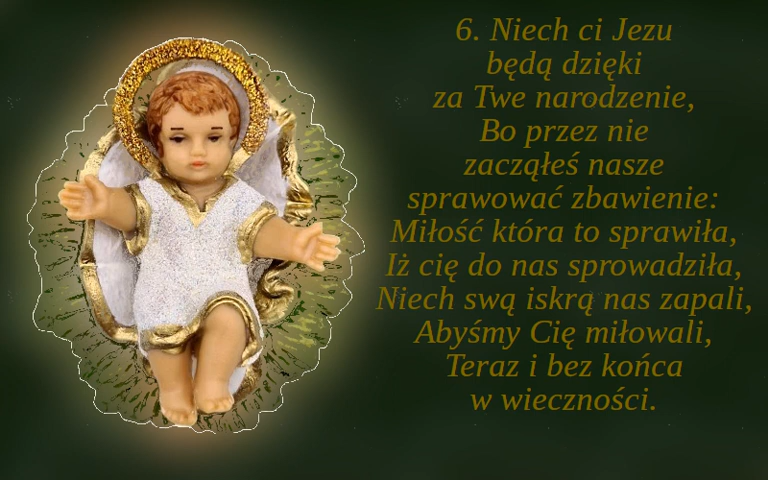 6. Niech ci Jezu
będą dzięki
za Twe narodzenie,
Bo przez nie
zacząłeś nasze
sprawować zbawienie:
Miłość która to sprawiła,
Iż cię do nas sprowadziła,
Niech swą iskrą nas zapali,
Abyśmy Cię miłowali,
Teraz i bez końca
w wieczności.